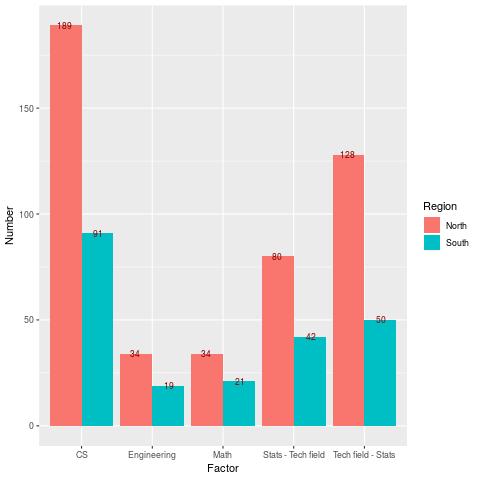 189
128
150
Region
North
South
Number
100
91
80
50
50
42
34
34
19
21
0
CS
Engineering
Math
Stats - Tech field
Tech field - Stats
Factor